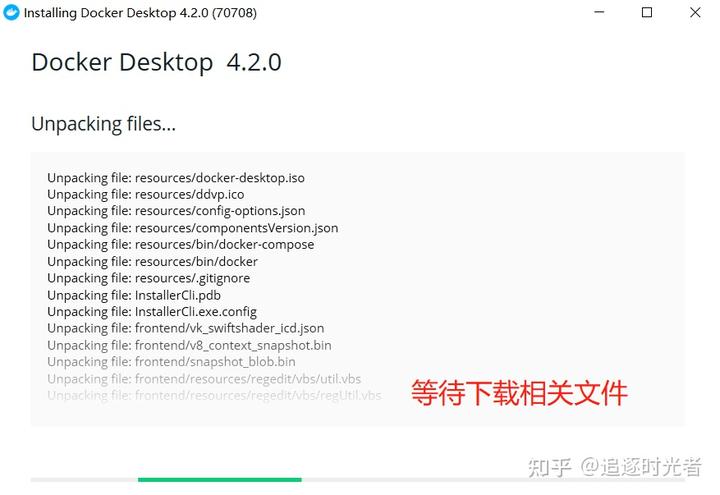 Installing Docker Desktop 4.2.0 (70708)
Docker Desktop 4.2.0
Unpacking files...
Unpacking file: resources/docker-desktop.iso
Unpacking file: resources/ddvp.ico
Unpacking file: resources/config-options.json
Unpacking file: resources/componentsVersion.json
Unpacking file: resources/bin/docker-compose
Unpacking file: resources/bin/docker
Unpacking file: resources/.gitignore
Unpacking file: InstallerCli.pdb
Unpacking file: InstallerCli.exe.config
Unpacking file: frontend/vk_swiftshader_icd.json
Unpacking file: frontend/v8_context_snapshot.bin
Unpacking file: frontend/snapshot_blob.bin
Unpacking file: frontend/resources/regedit/vbs/util.vbs
Unpacking file: frontend/resources/regedit/vbs/regUtil.vbs
等待下载相关文件
知乎 @追逐时光者